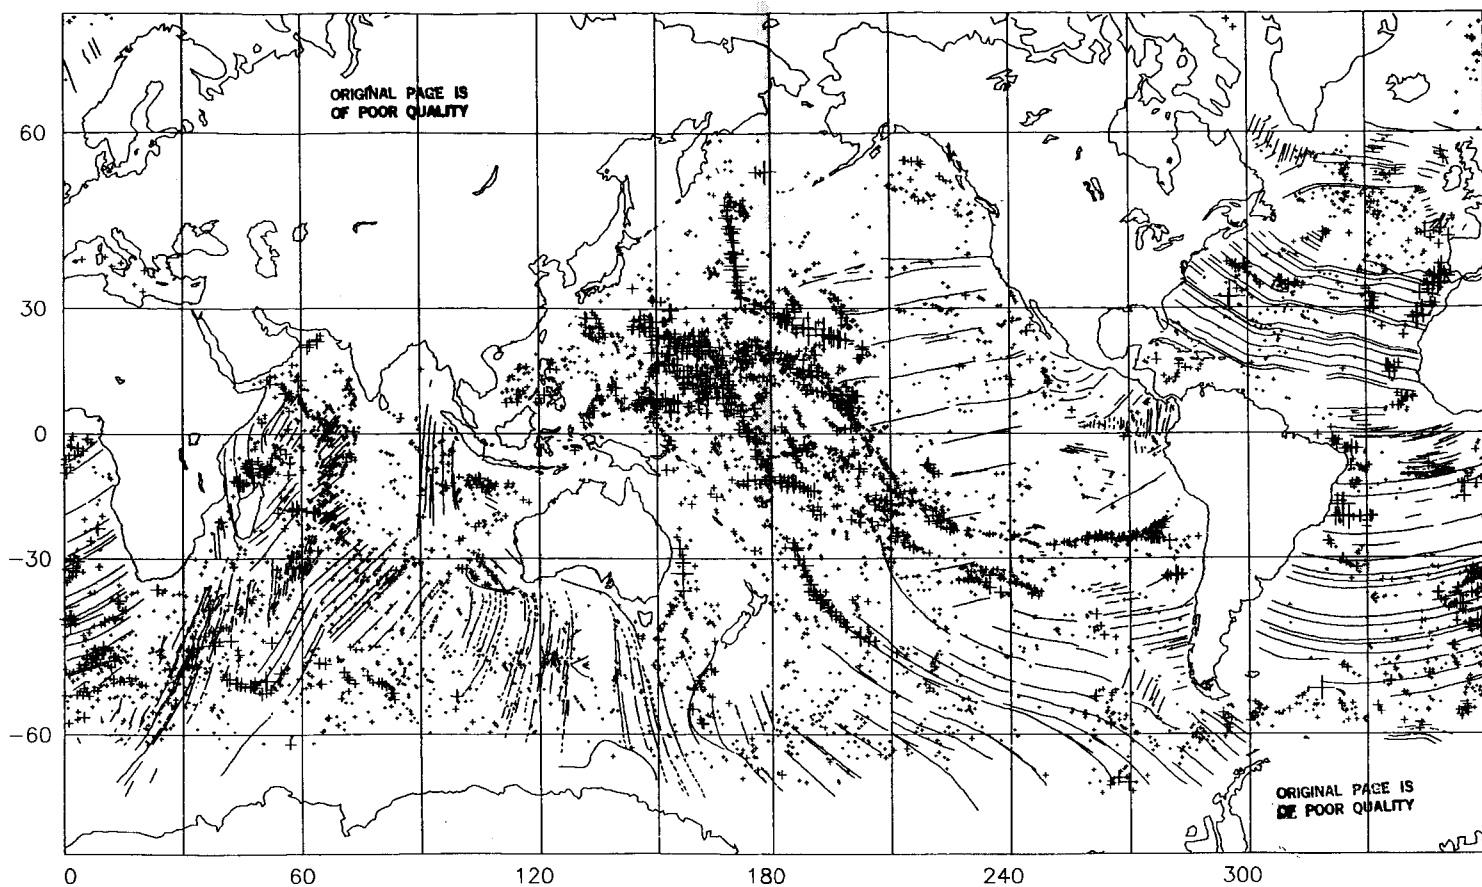 ORIGINAL PAGE IS
OF POOR QUALITY
60
30
0
-30
-60
ORIGINAL PAGE IS
OF POOR QUALITY
0 60 120 180 240 300